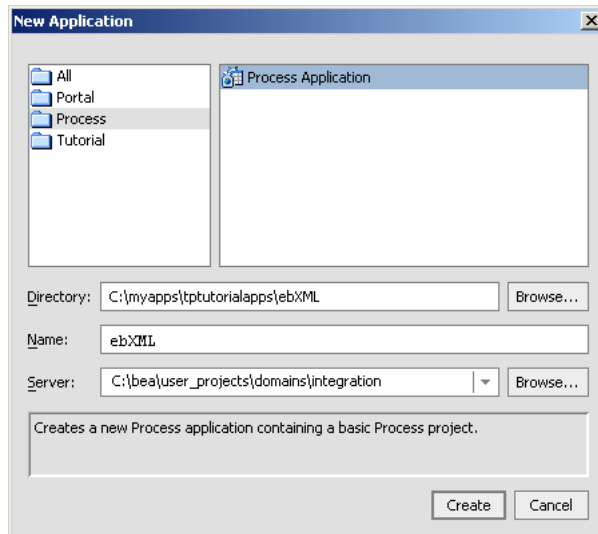 New Application
All
Portal
Process
Tutorial
Process Application
Directory: C:\myapps\tptutorialapps\ebXML Browse...
Name: ebXML
Server: C:\bea\user_projects\domains\integration Browse...
Creates a new Process application containing a basic Process project.
Create Cancel